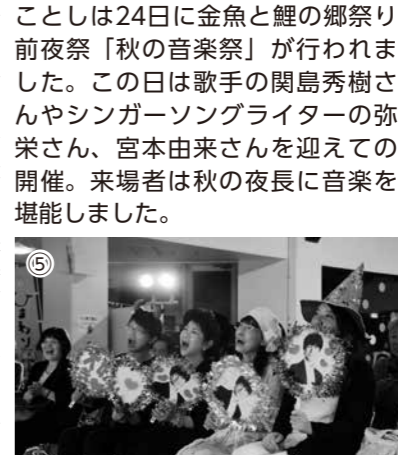 ことしは24日に金魚と鯉の郷祭り
前夜祭「秋の音楽祭」が行われま
した。この日は歌手の関島秀樹さ
んやシンガーソングライターの弥
栄さん、宮本由来さんを迎えての
開催。来場者は秋の夜長に音楽を
堪能しました。
⑤